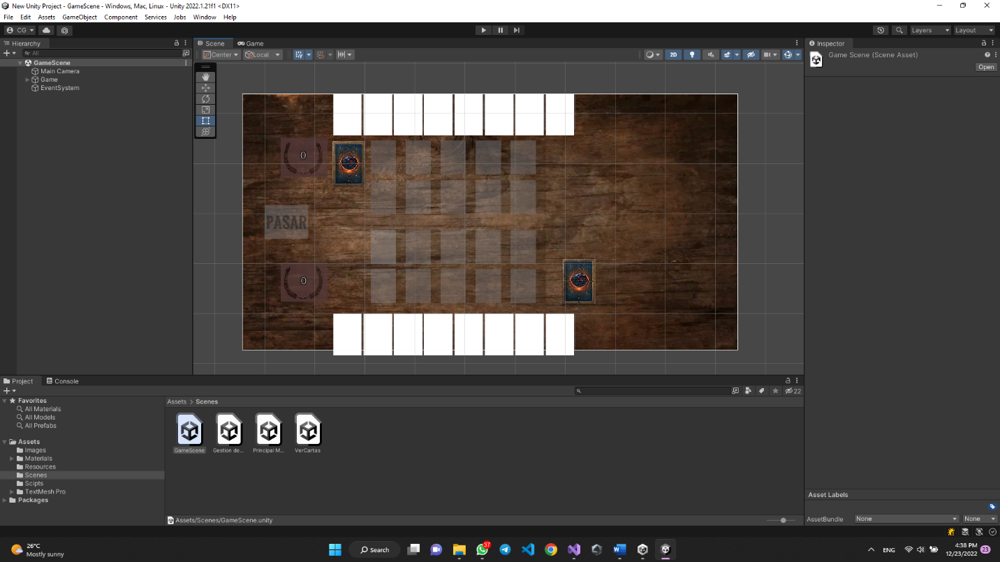 New Unity Project - GameScene - Windows, Mac, Linux - Unity 2022.1.21f1 <DX11>
File Edit Assets GameObject Component Services Jobs Window Help
CG Layers Layout
Hierarchy Scene Game Inspector
All Center Local 2D Game Scene (Scene Asset)
GameScene Open
Main Camera
Game
EventSystem
0
PASAR
0
Project Console
22
Favorites Assets > Scenes
All Materials
All Models
All Prefabs
Assets
Images GameScene Gestion de... Principal M... VerCartas
Materials
Resources
Scenes
Scipts
TextMesh Pro Asset Labels
Packages
Assets/Scenes/GameScene.unity AssetBundle None None
26°C
Mostly sunny
Search
37
ENG
4:38 PM
12/23/2022
23